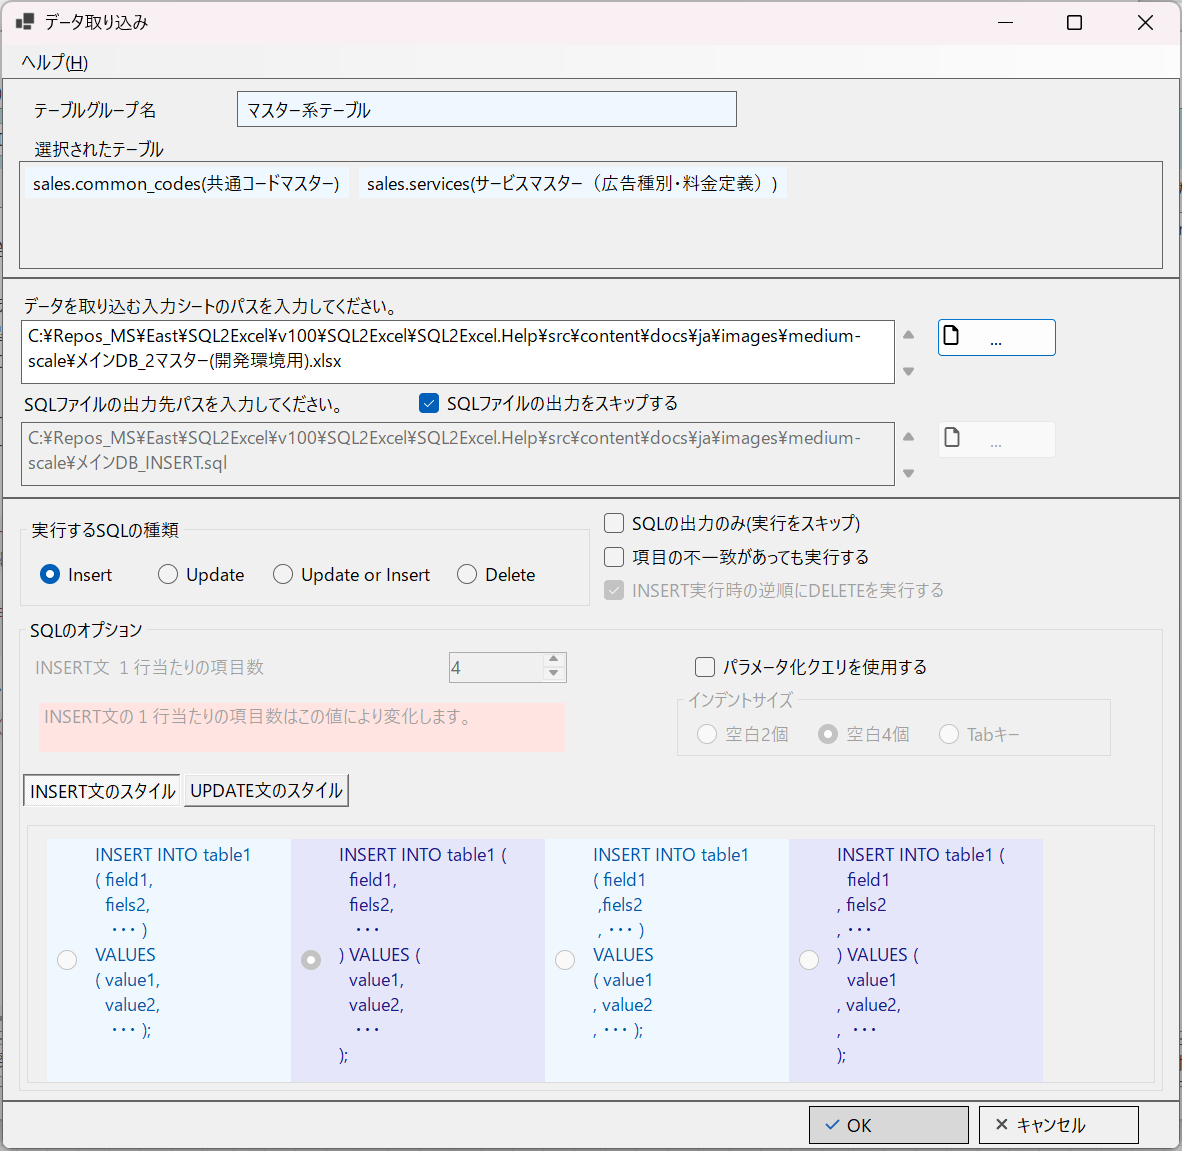 データ取り込み
ヘルプ(H)
テーブルグループ名
マスター系テーブル
選択されたテーブル
sales.common_codes(共通コードマスター) sales.services(サービスマスター（広告種別・料金定義）)
データを取り込む入力シートのパスを入力してください。
C:¥Repos_MS¥East¥SQL2Excel¥v100¥SQL2Excel¥SQL2Excel.Help¥src¥content¥docs¥ja¥images¥medium-
scale¥メインDB_2マスター(開発環境用).xlsx
...
SQLファイルの出力先パスを入力してください。
SQLファイルの出力をスキップする
C:¥Repos_MS¥East¥SQL2Excel¥v100¥SQL2Excel¥SQL2Excel.Help¥src¥content¥docs¥ja¥images¥medium-
scale¥メインDB_INSERT.sql
...
実行するSQLの種類
Insert Update Update or Insert Delete
SQLの出力のみ(実行をスキップ)
項目の不一致があっても実行する
INSERT実行時の逆順にDELETEを実行する
SQLのオプション
INSERT文 １行当たりの項目数
4
INSERT文の１行当たりの項目数はこの値により変化します。
パラメータ化クエリを使用する
インデントサイズ
空白2個 空白4個 Tabキー
INSERT文のスタイル UPDATE文のスタイル
INSERT INTO table1
( field1,
fiels2,
･･･ )
VALUES
( value1,
value2,
･･･ );
INSERT INTO table1 (
field1,
fiels2,
･･･
) VALUES (
value1,
value2,
･･･
);
INSERT INTO table1
( field1
,fiels2
, ･･･ )
VALUES
( value1
, value2
, ･･･ );
INSERT INTO table1 (
field1
, fiels2
, ･･･
) VALUES (
value1
, value2,
, ･･･
);
OK
キャンセル